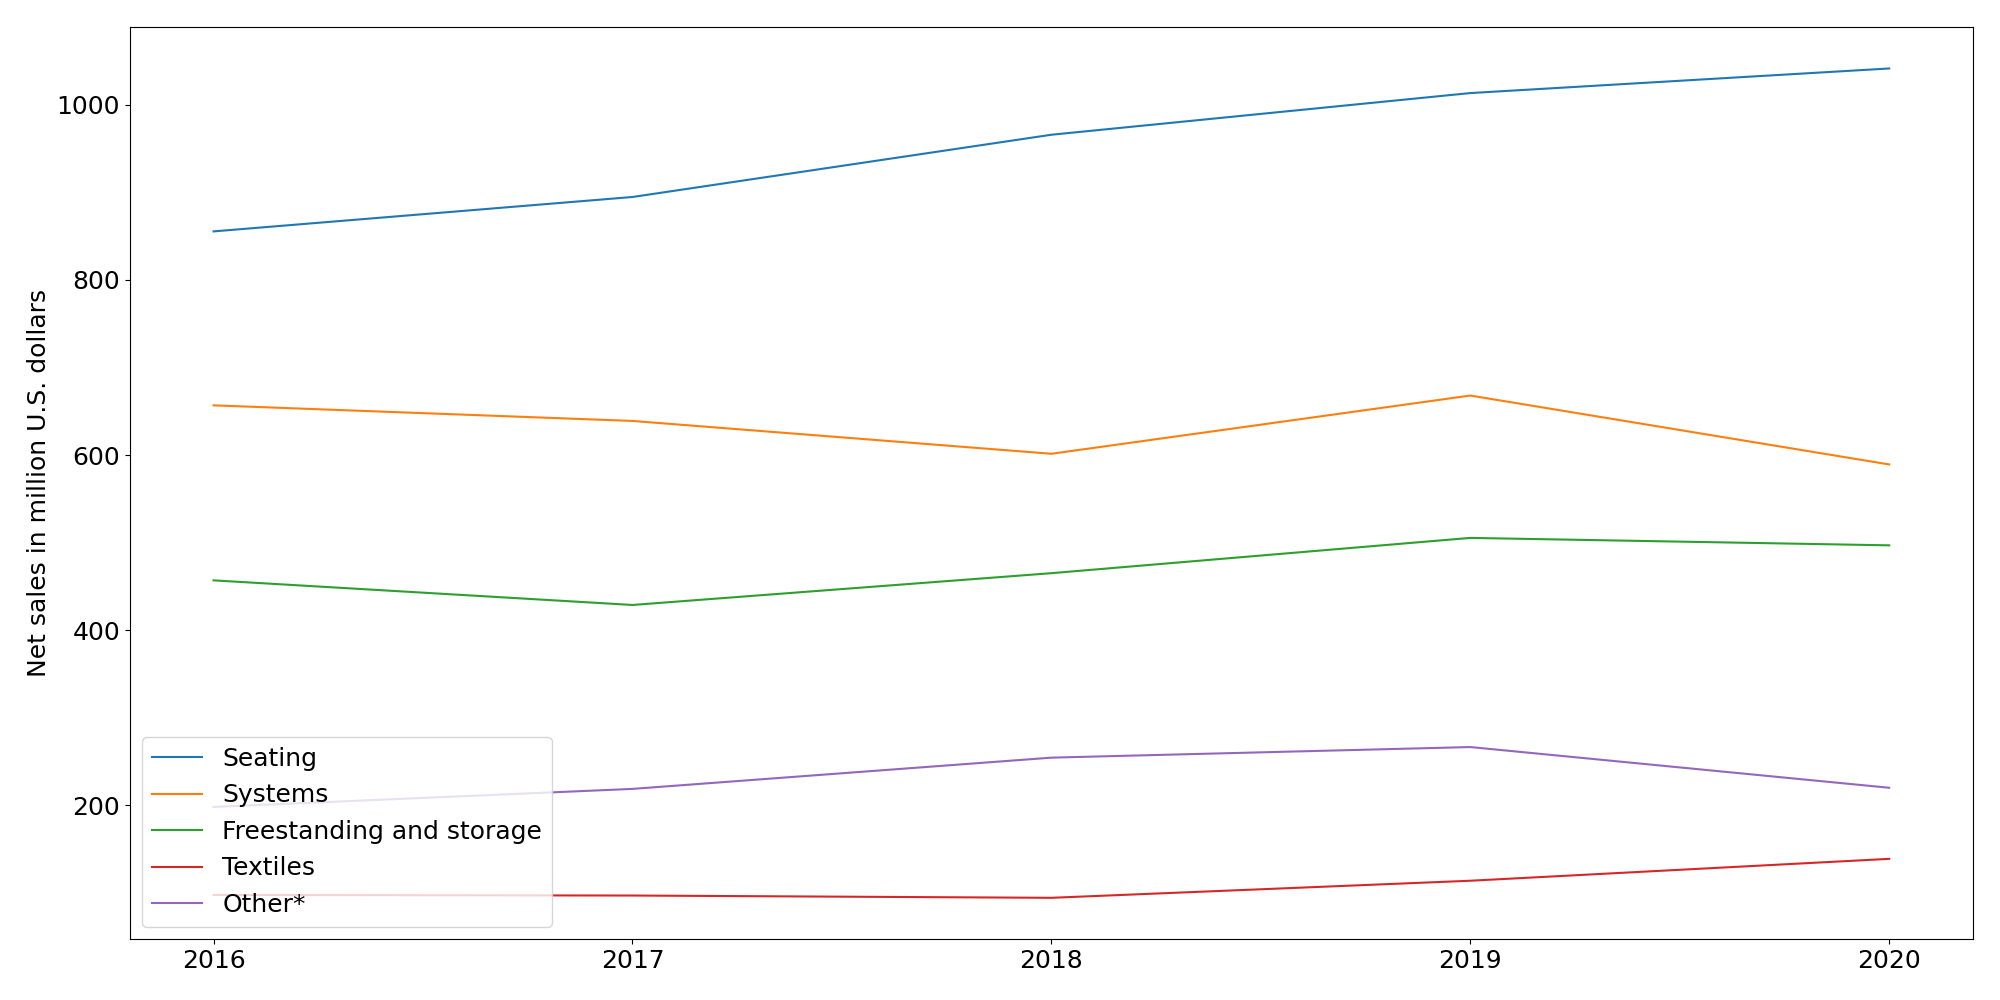 Net sales in million U.S. dollars
1000
800
600
400
200
Seating
Systems
Freestanding and storage
Textiles
Other*
2016 2017 2018 2019 2020